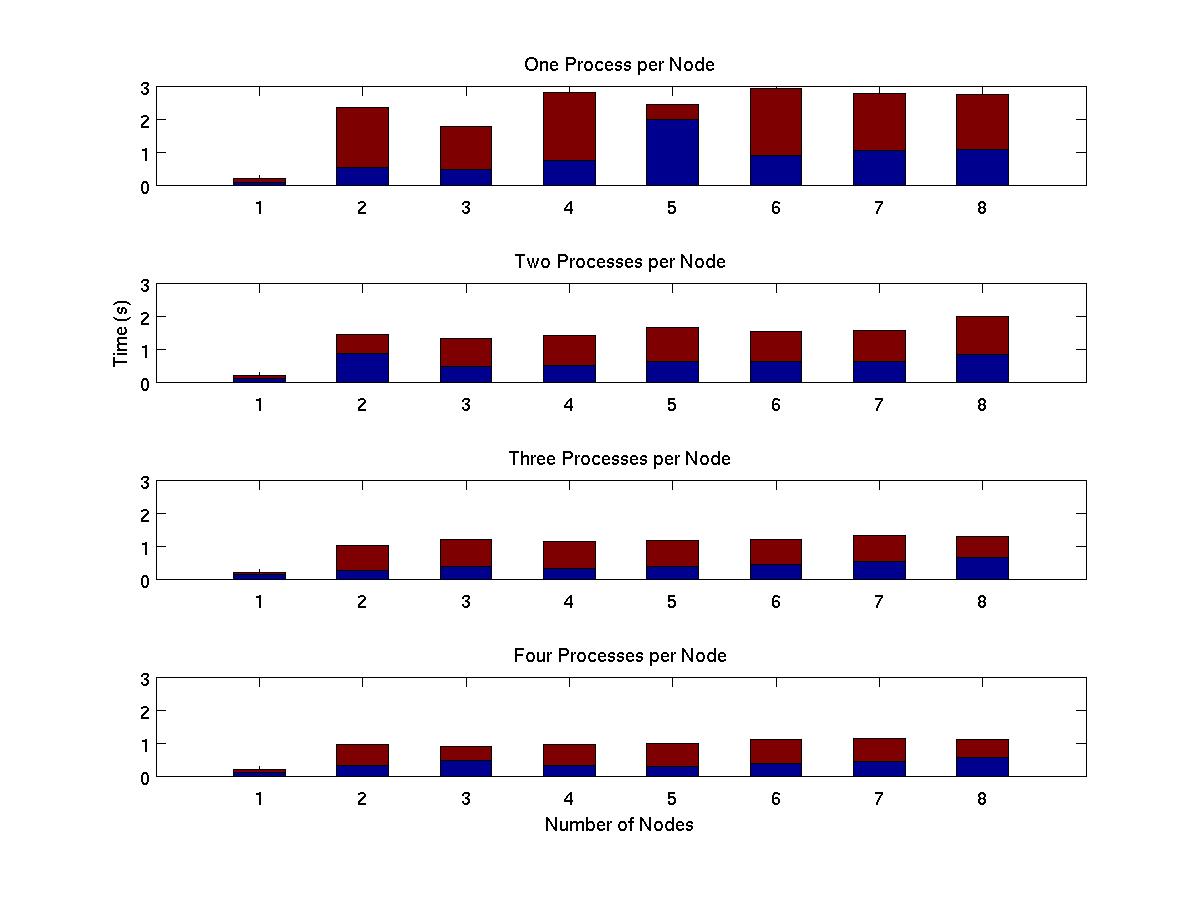 One Process per Node
3
2
1
0
1 2 3 4 5 6 7 8
Two Processes per Node
Time (s)
3
2
1
0
1 2 3 4 5 6 7 8
Three Processes per Node
3
2
1
0
1 2 3 4 5 6 7 8
Four Processes per Node
3
2
1
0
1 2 3 4 5 6 7 8
Number of Nodes